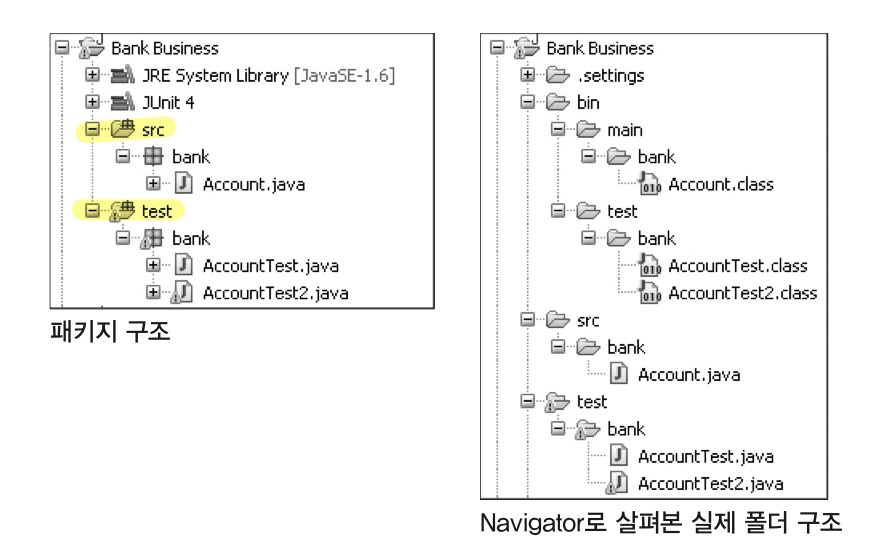 Bank Business
JRE System Library [JavaSE-1.6]
JUnit 4
src
bank
Account.java
test
bank
AccountTest.java
AccountTest2.java
패키지 구조
Bank Business
.settings
bin
main
bank
Account.class
test
bank
AccountTest.class
AccountTest2.class
src
bank
Account.java
test
bank
AccountTest.java
AccountTest2.java
Navigator로 살펴본 실제 폴더 구조